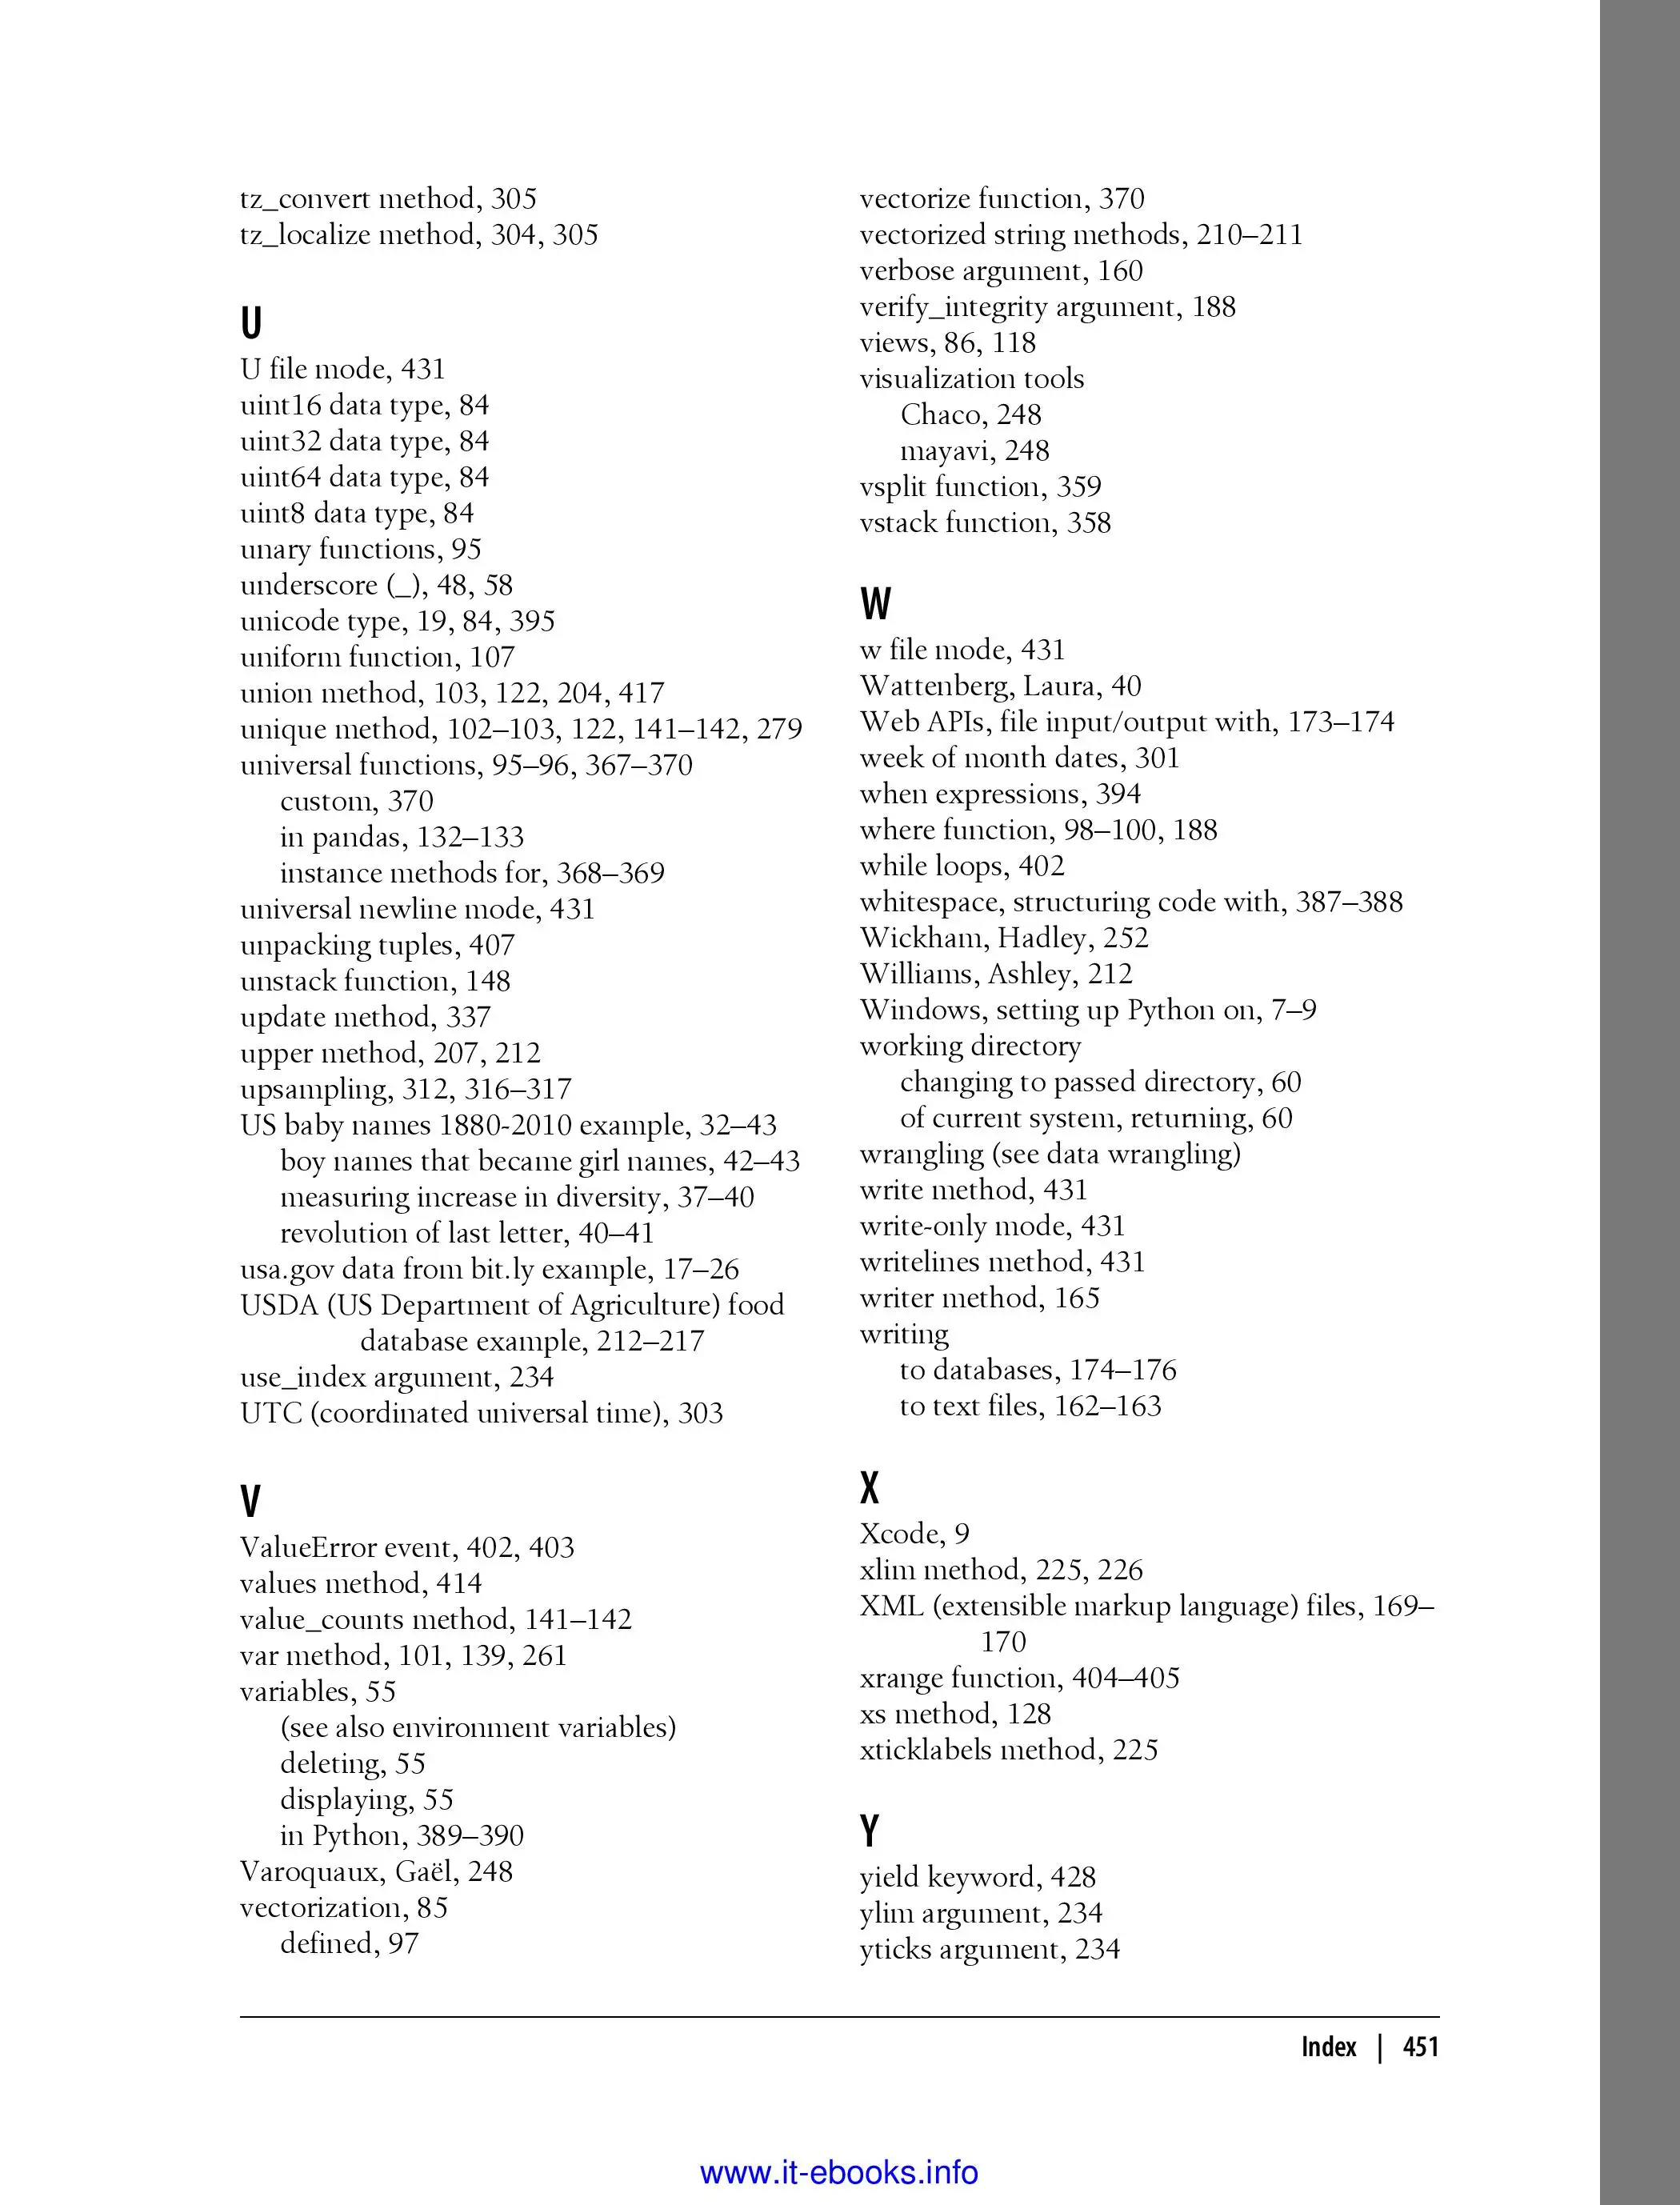 tz_convert method, 305
tz_localize method, 304, 305
U
U file mode, 431
uint16 data type, 84
uint32 data type, 84
uint64 data type, 84
uint8 data type, 84
unary functions, 95
underscore (_), 48, 58
unicode type, 19, 84, 395
uniform function, 107
union method, 103, 122, 204, 417
unique method, 102–103, 122, 141–142, 279
universal functions, 95–96, 367–370
custom, 370
in pandas, 132–133
instance methods for, 368–369
universal newline mode, 431
unpacking tuples, 407
unstack function, 148
update method, 337
upper method, 207, 212
upsampling, 312, 316–317
US baby names 1880-2010 example, 32–43
boy names that became girl names, 42–43
measuring increase in diversity, 37–40
revolution of last letter, 40–41
usa.gov data from bit.ly example, 17–26
USDA (US Department of Agriculture) food
database example, 212–217
use_index argument, 234
UTC (coordinated universal time), 303
V
ValueError event, 402, 403
values method, 414
value_counts method, 141–142
var method, 101, 139, 261
variables, 55
(see also environment variables)
deleting, 55
displaying, 55
in Python, 389–390
Varoquaux, Gaël, 248
vectorization, 85
defined, 97
vectorize function, 370
vectorized string methods, 210–211
verbose argument, 160
verify_integrity argument, 188
views, 86, 118
visualization tools
Chaco, 248
mayavi, 248
vsplit function, 359
vstack function, 358
W
w file mode, 431
Wattenberg, Laura, 40
Web APIs, file input/output with, 173–174
week of month dates, 301
when expressions, 394
where function, 98–100, 188
while loops, 402
whitespace, structuring code with, 387–388
Wickham, Hadley, 252
Williams, Ashley, 212
Windows, setting up Python on, 7–9
working directory
changing to passed directory, 60
of current system, returning, 60
wrangling (see data wrangling)
write method, 431
write-only mode, 431
writelines method, 431
writer method, 165
writing
to databases, 174–176
to text files, 162–163
X
Xcode, 9
xlim method, 225, 226
XML (extensible markup language) files, 169–
170
xrange function, 404–405
xs method, 128
xticklabels method, 225
Y
yield keyword, 428
ylim argument, 234
yticks argument, 234
Index | 451
www.it-ebooks.info